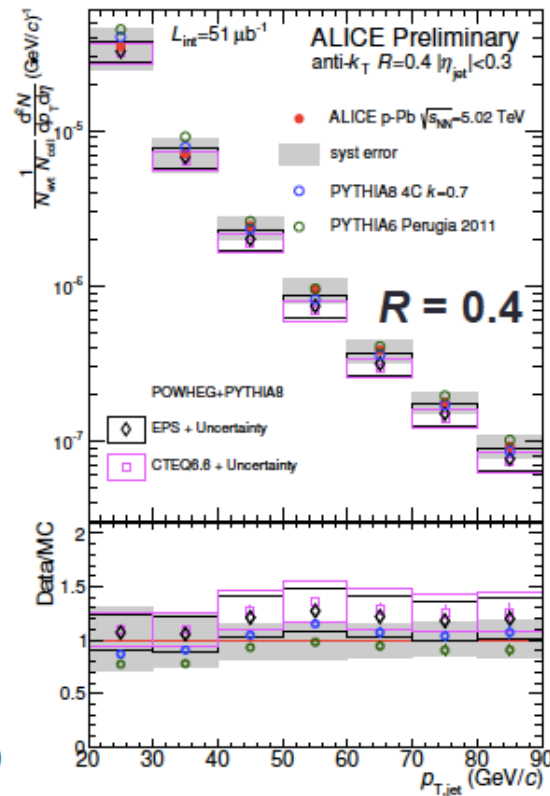 L_int=51 μb⁻¹
ALICE Preliminary
anti-k_T R=0.4 |η_jet|<0.3
ALICE p-Pb √s_NN=5.02 TeV
syst error
PYTHIA8 4C k=0.7
PYTHIA6 Perugia 2011
1/(N_evt N_coll) d²N/(dp_T dη) (GeV/c)⁻¹
10⁻⁵
10⁻⁶
R = 0.4
POWHEG+PYTHIA8
EPS + Uncertainty
CTEQ6.6 + Uncertainty
10⁻⁷
Data/MC
2
1.5
1
0.5
0
20 30 40 50 60 70 80 90
p_T,jet (GeV/c)
)